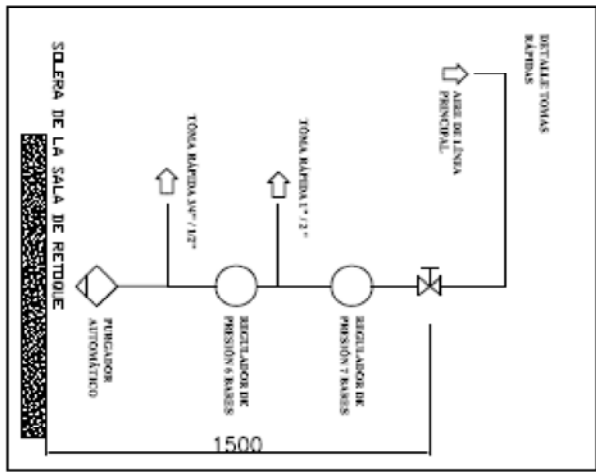 DETALLE TOMAS
RÁPIDAS
AIRE DE LÍNEA
PRINCIPAL
REGULADOR DE
PRESIÓN 7 BARES
TOMA RÁPIDA 1" / 2"
REGULADOR DE
PRESIÓN 6 BARES
TOMA RÁPIDA 3/4" / 1/2"
PURGADOR
AUTOMÁTICO
SOLERA DE LA SALA DE RETOQUE
1500